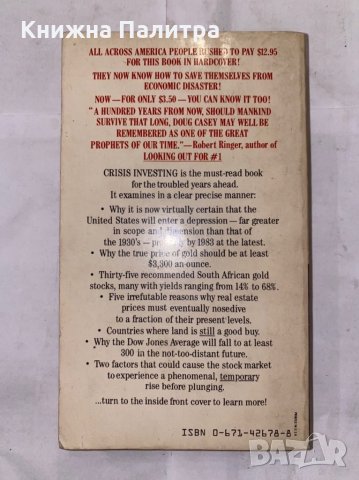 Книжна Палитра
ALL ACROSS AMERICA PEOPLE RUSHED TO PAY $12.95
FOR THIS BOOK IN HARDCOVER!
THEY NOW KNOW HOW TO SAVE THEMSELVES FROM
ECONOMIC DISASTER!
NOW—FOR ONLY $3.50—YOU CAN KNOW IT TOO!
"A HUNDRED YEARS FROM NOW, SHOULD MANKIND
SURVIVE THAT LONG, DOUG CASEY MAY WELL BE
REMEMBERED AS ONE OF THE GREAT
PROPHETS OF OUR TIME."—Robert Ringer, author of
LOOKING OUT FOR #1
CRISIS INVESTING is the must-read book
for the troubled years ahead.
It examines in a clear precise manner:
• Why it is now virtually certain that the
United States will enter a depression—far greater
in scope and dimension than that of
the 1930's—probably by 1983 at the latest.
• Why the true price of gold should be at least
$3,300 an ounce.
• Thirty-five recommended South African gold
stocks, many with yields ranging from 14% to 68%.
• Five irrefutable reasons why real estate
prices must eventually nosedive
to a fraction of their present levels.
• Countries where land is still a good buy.
• Why the Dow Jones Average will fall to at least
300 in the not-too-distant future.
• Two factors that could cause the stock market
to experience a phenomenal, temporary
rise before plunging.
...turn to the inside front cover to learn more!
ISBN 0-671-42678-8
BAZAR